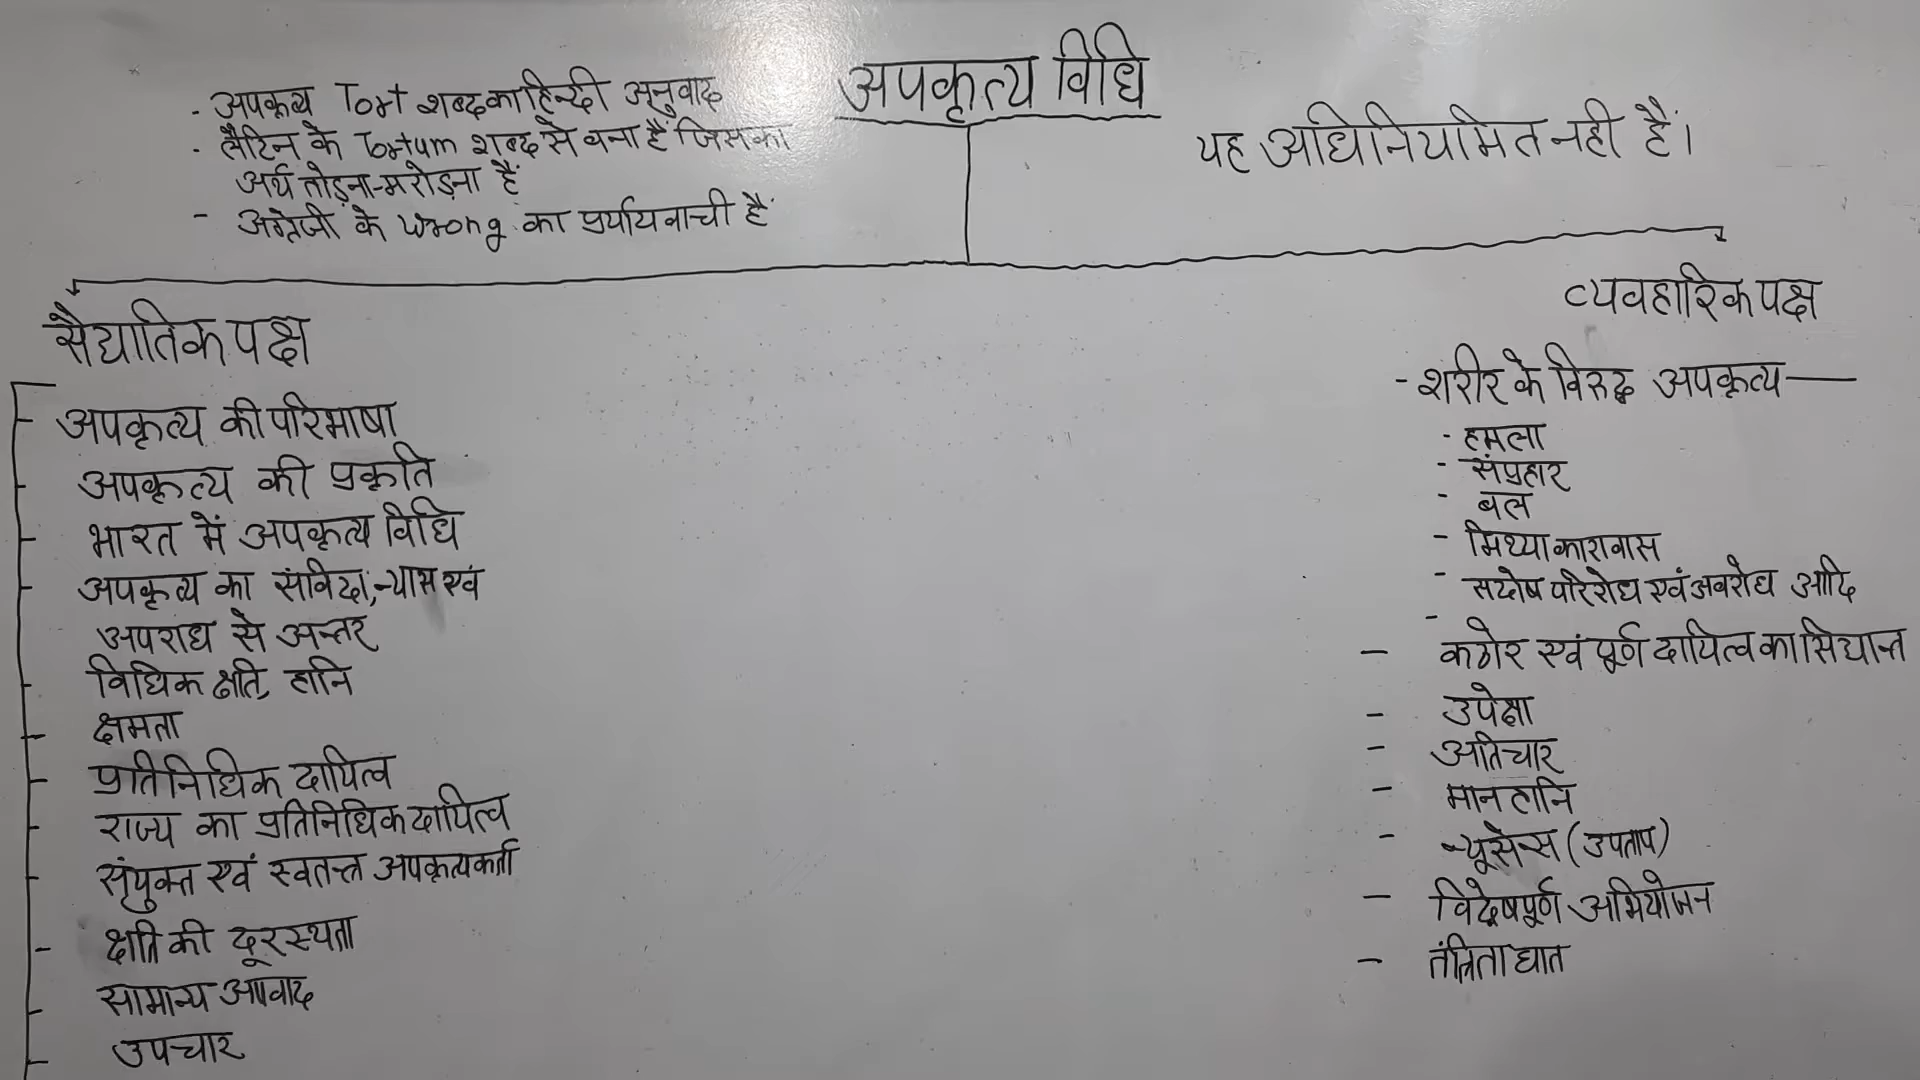 अपकृत्य विधि
- अपकृत्य Tort शब्द का हिन्दी अनुवाद
- लैटिन के Tortum शब्द से बना है जिसका
अर्थ तोड़ना-मरोड़ना है
- अंग्रेजी के wrong का पर्यायवाची है
यह अधिनियामित नही है।
सैद्यातिक पक्ष
अपकृत्य की परिभाषा
अपकृत्य की प्रकृति
भारत में अपकृत्य विधि
अपकृत्य का संविदा, न्यास एवं
अपराध से अन्तर
विधिक क्षति, हानि
क्षमता
प्रतिनिधिक दायित्व
राज्य का प्रतिनिधिक दायित्व
संयुक्त एवं स्वतन्त्र अपकृत्यकर्ता
क्षति की दूरस्थता
सामान्य अपवाद
उपचार
व्यवहारिक पक्ष
- शरीर के विरुद्ध अपकृत्य —
- हमला
- संप्रहार
- बल
- मिथ्या कारावास
- सदोष परिरोध एवं अवरोध आदि
-
- कठोर एवं पूर्ण दायित्व का सिद्यान्त
- उपेक्षा
- अतिचार
- मानहानि
- न्यूसेन्स (उपताप)
- विद्वेषपूर्ण अभियोजन
- तंत्रिताघात